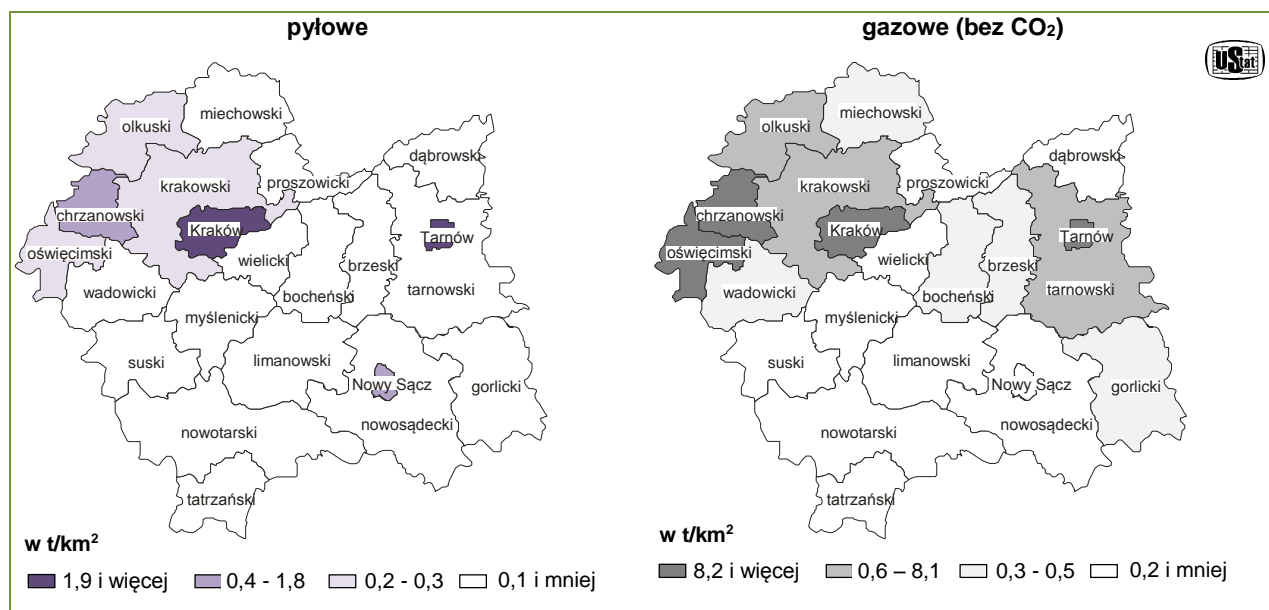 pyłowe
miechowski
olkuski
dąbrowski
krakowski
proszowicki
chrzanowski
Kraków
Tarnów
oświęcimski
wielicki
brzeski
wadowicki
bocheński
tarnowski
myślenicki
suski
limanowski
Nowy Sącz
gorlicki
nowotarski
nowosądecki
tatrzański
w t/km²
1,9 i więcej 0,4 - 1,8 0,2 - 0,3 0,1 i mniej
gazowe (bez CO₂)
UStat
miechowski
olkuski
dąbrowski
krakowski
proszowicki
chrzanowski
Kraków
Tarnów
oświęcimski
wielicki
brzeski
wadowicki
bocheński
tarnowski
myślenicki
suski
limanowski
Nowy Sącz
gorlicki
nowotarski
nowosądecki
tatrzański
w t/km²
8,2 i więcej 0,6 – 8,1 0,3 - 0,5 0,2 i mniej